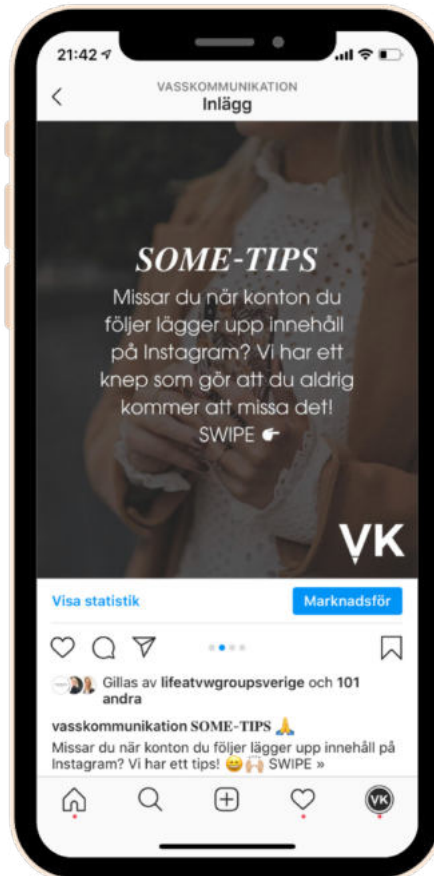 21:42
VASSKOMMUNIKATION
Inlägg
SOME-TIPS
Missar du när konton du
följer lägger upp innehåll
på Instagram? Vi har ett
knep som gör att du aldrig
kommer att missa det!
SWIPE 👉
VK
Visa statistik
Marknadsför
Gillas av lifeatvwgroupsverige och 101
andra
vasskommunikation SOME-TIPS 🙏
Missar du när konton du följer lägger upp innehåll på
Instagram? Vi har ett tips! 😄🙌🏻 SWIPE »
VK